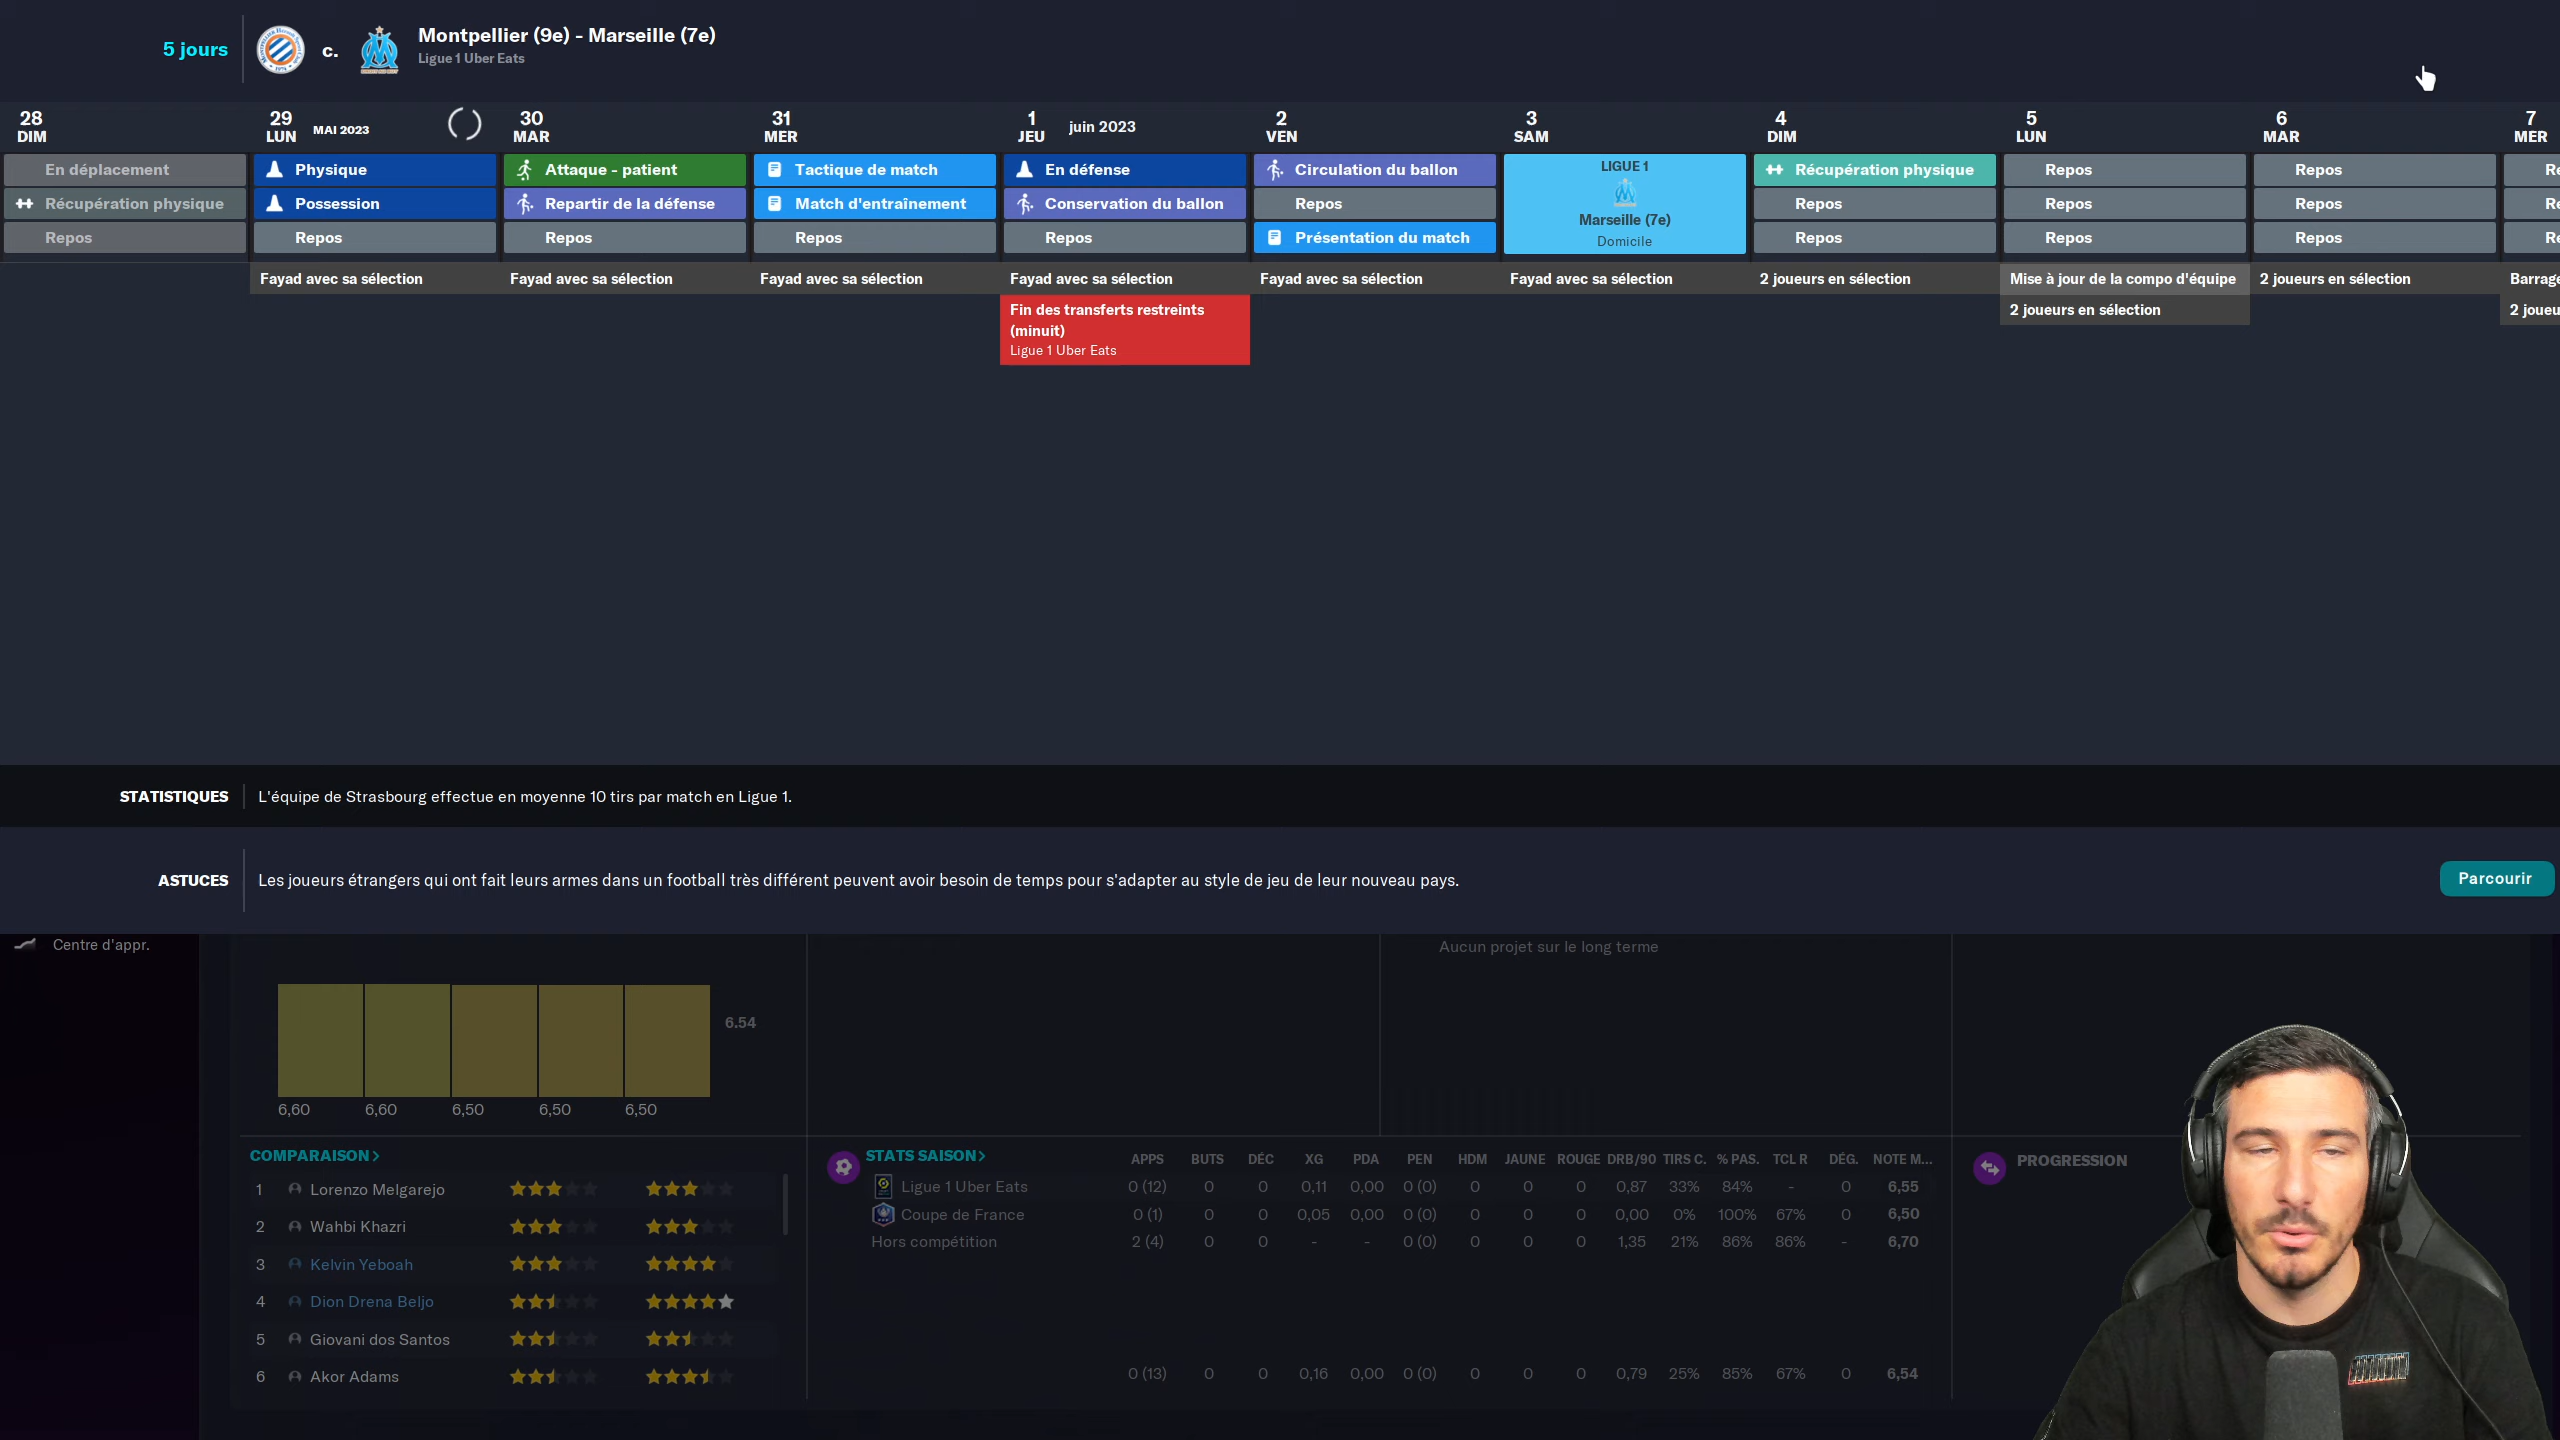 5 jours
c.
Montpellier (9e) - Marseille (7e)
Ligue 1 Uber Eats
28 DIM
29 LUN MAI 2023
30 MAR
31 MER
1 JEU juin 2023
2 VEN
3 SAM
4 DIM
5 LUN
6 MAR
7 MER
En déplacement
Récupération physique
Repos
Physique
Possession
Repos
Fayad avec sa sélection
Attaque - patient
Repartir de la défense
Repos
Fayad avec sa sélection
Tactique de match
Match d'entraînement
Repos
Fayad avec sa sélection
En défense
Conservation du ballon
Repos
Fayad avec sa sélection
Fin des transferts restreints
(minuit)
Ligue 1 Uber Eats
Circulation du ballon
Repos
Présentation du match
Fayad avec sa sélection
LIGUE 1
Marseille (7e)
Domicile
Fayad avec sa sélection
Récupération physique
Repos
Repos
2 joueurs en sélection
Repos
Repos
Repos
Mise à jour de la compo d'équipe
2 joueurs en sélection
Repos
Repos
Repos
2 joueurs en sélection
Re
Re
Re
Barrage
2 joueu
STATISTIQUES
L'équipe de Strasbourg effectue en moyenne 10 tirs par match en Ligue 1.
ASTUCES
Les joueurs étrangers qui ont fait leurs armes dans un football très différent peuvent avoir besoin de temps pour s'adapter au style de jeu de leur nouveau pays.
Parcourir
Centre d'appr.
Aucun projet sur le long terme
6.54
6,60 6,60 6,50 6,50 6,50
COMPARAISON >
1 Lorenzo Melgarejo
2 Wahbi Khazri
3 Kelvin Yeboah
4 Dion Drena Beljo
5 Giovani dos Santos
6 Akor Adams
STATS SAISON > APPS BUTS DÉC XG PDA PEN HDM JAUNE ROUGE DRB/90 TIRS C. % PAS. TCL R DÉG. NOTE M...
Ligue 1 Uber Eats 0 (12) 0 0 0,11 0,00 0 (0) 0 0 0 0,87 33% 84% - 0 6,55
Coupe de France 0 (1) 0 0 0,05 0,00 0 (0) 0 0 0 0,00 0% 100% 67% 0 6,50
Hors compétition 2 (4) 0 0 - - 0 (0) 0 0 0 1,35 21% 86% 86% - 6,70
0 (13) 0 0 0,16 0,00 0 (0) 0 0 0 0,79 25% 85% 67% 0 6,54
PROGRESSION